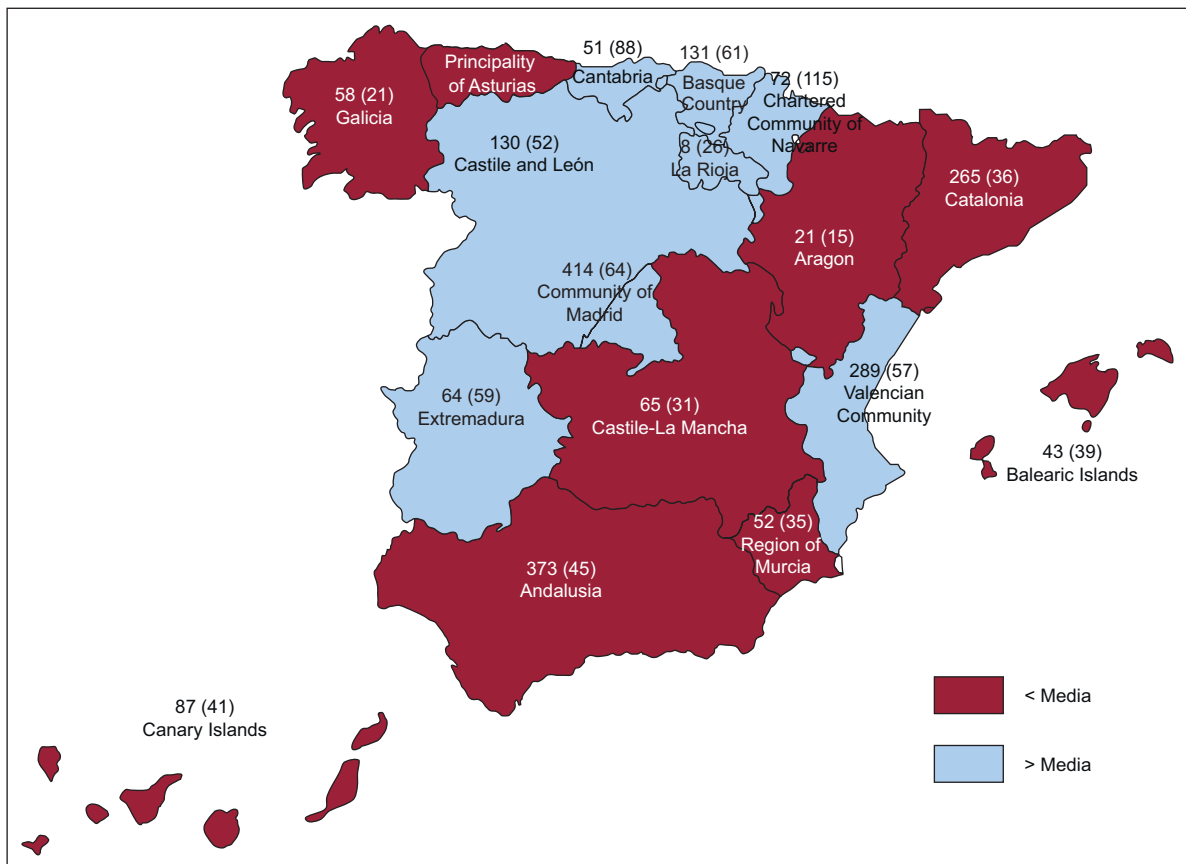 51 (88)
Cantabria
131 (61)
Basque
Country
72 (115)
Chartered
Community of
Navarre
Principality
of Asturias
58 (21)
Galicia
130 (52)
Castile and León
8 (26)
La Rioja
265 (36)
Catalonia
21 (15)
Aragon
414 (64)
Community of
Madrid
289 (57)
Valencian
Community
64 (59)
Extremadura
65 (31)
Castile-La Mancha
43 (39)
Balearic Islands
52 (35)
Region of
Murcia
373 (45)
Andalusia
87 (41)
Canary Islands
< Media
> Media